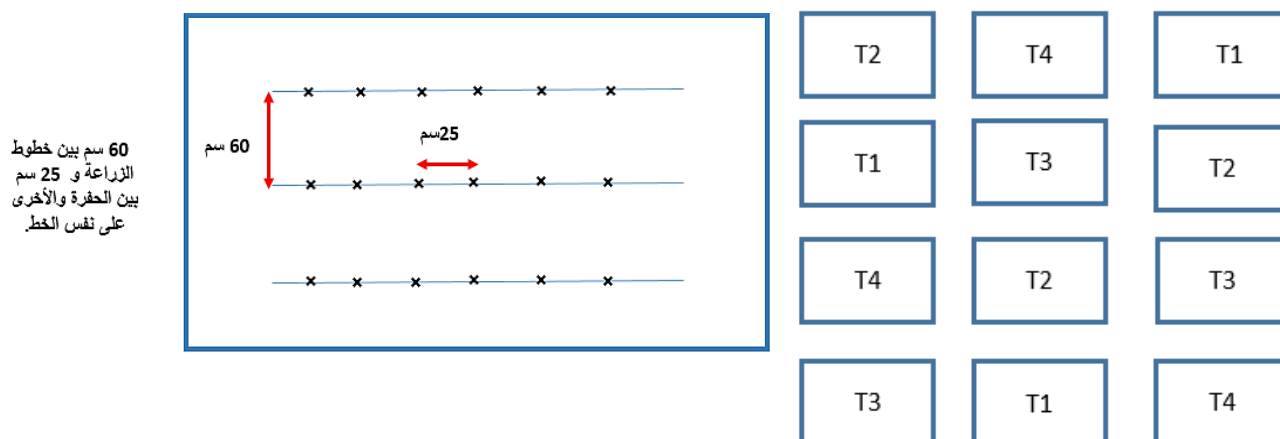 60 سم بين خطوط
الزراعة و 25 سم
بين الحفرة والأخرى
على نفس الخط.
60 سم
25سم
T2 T4 T1
T1 T3 T2
T4 T2 T3
T3 T1 T4